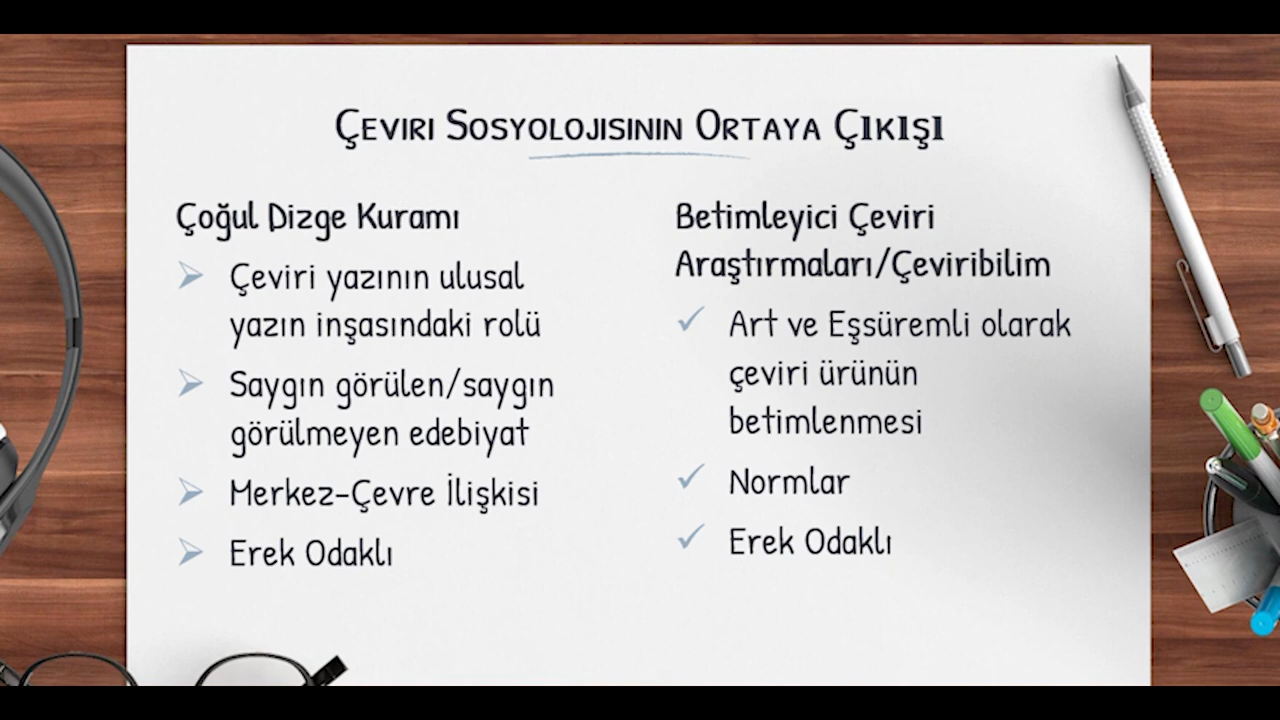 Çeviri Sosyolojisinin Ortaya Çıkışı
Çoğul Dizge Kuramı
Çeviri yazının ulusal
yazın inşasındaki rolü
Saygın görülen/saygın
görülmeyen edebiyat
Merkez-Çevre İlişkisi
Erek Odaklı
Betimleyici Çeviri
Araştırmaları/Çeviribilim
Art ve Eşsüremli olarak
çeviri ürünün
betimlenmesi
Normlar
Erek Odaklı